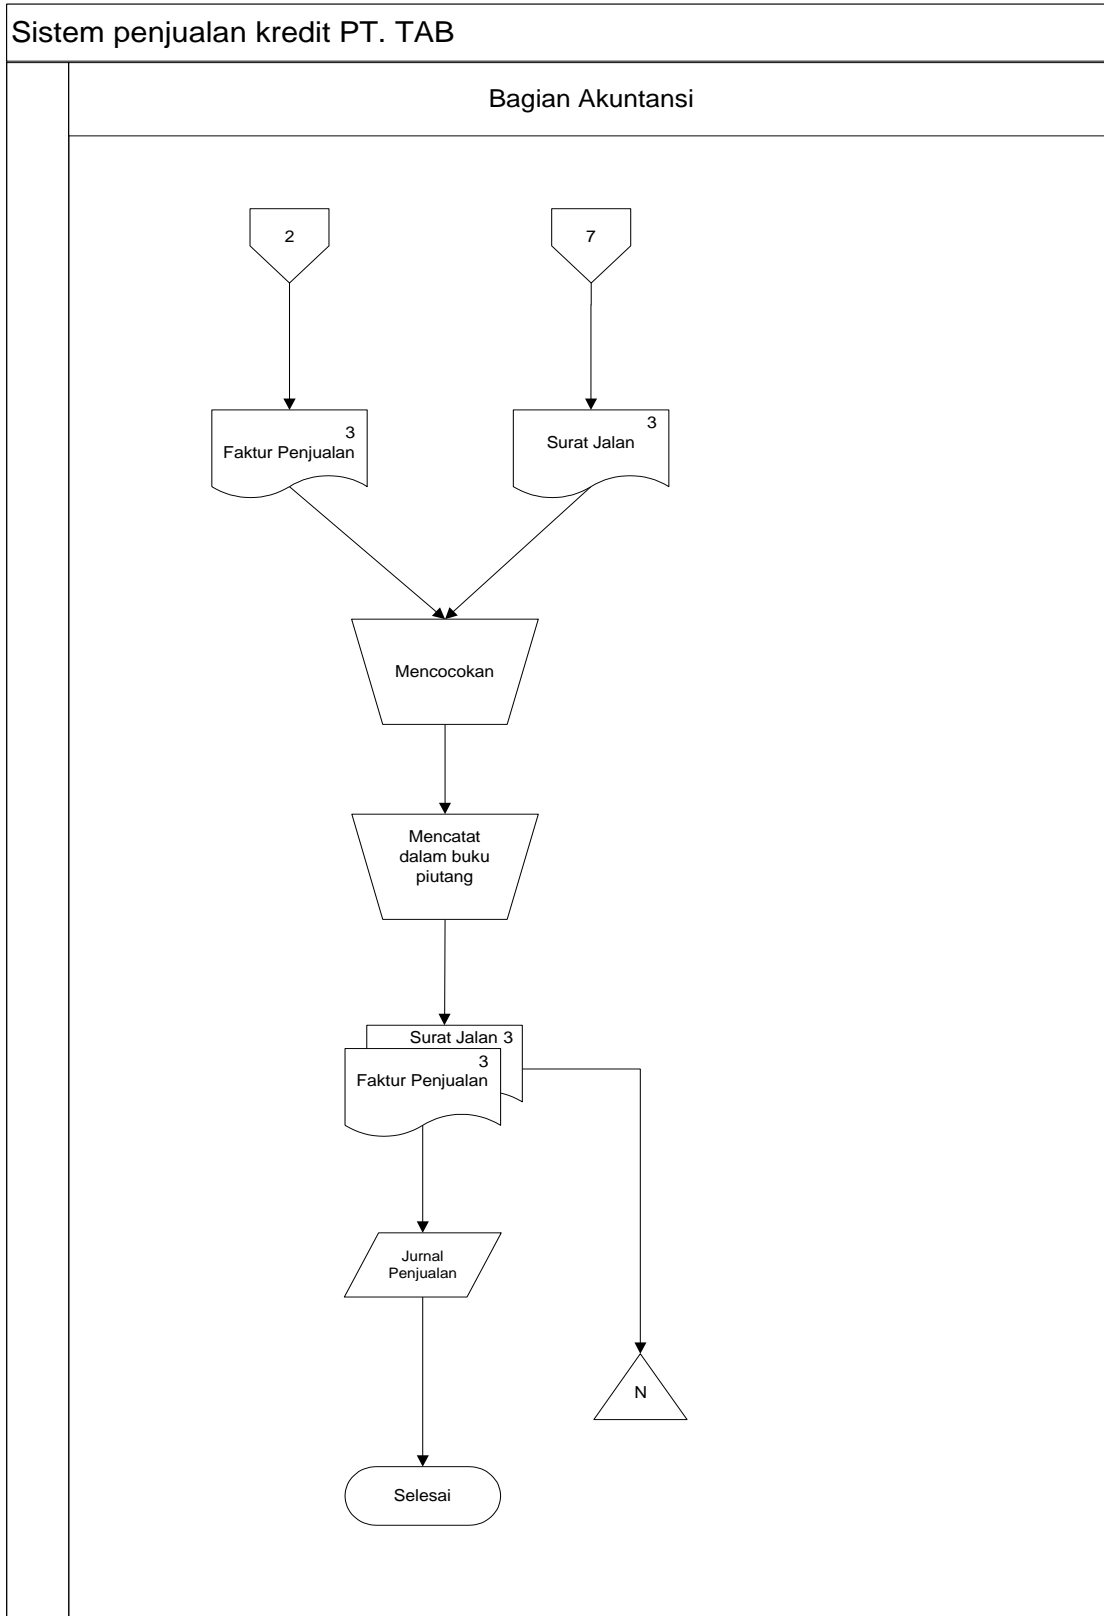 Sistem penjualan kredit PT. TAB
Bagian Akuntansi
2
7
3
Faktur Penjualan
3
Surat Jalan
Mencocokan
Mencatat
dalam buku
piutang
Surat Jalan 3
3
Faktur Penjualan
Jurnal
Penjualan
N
Selesai